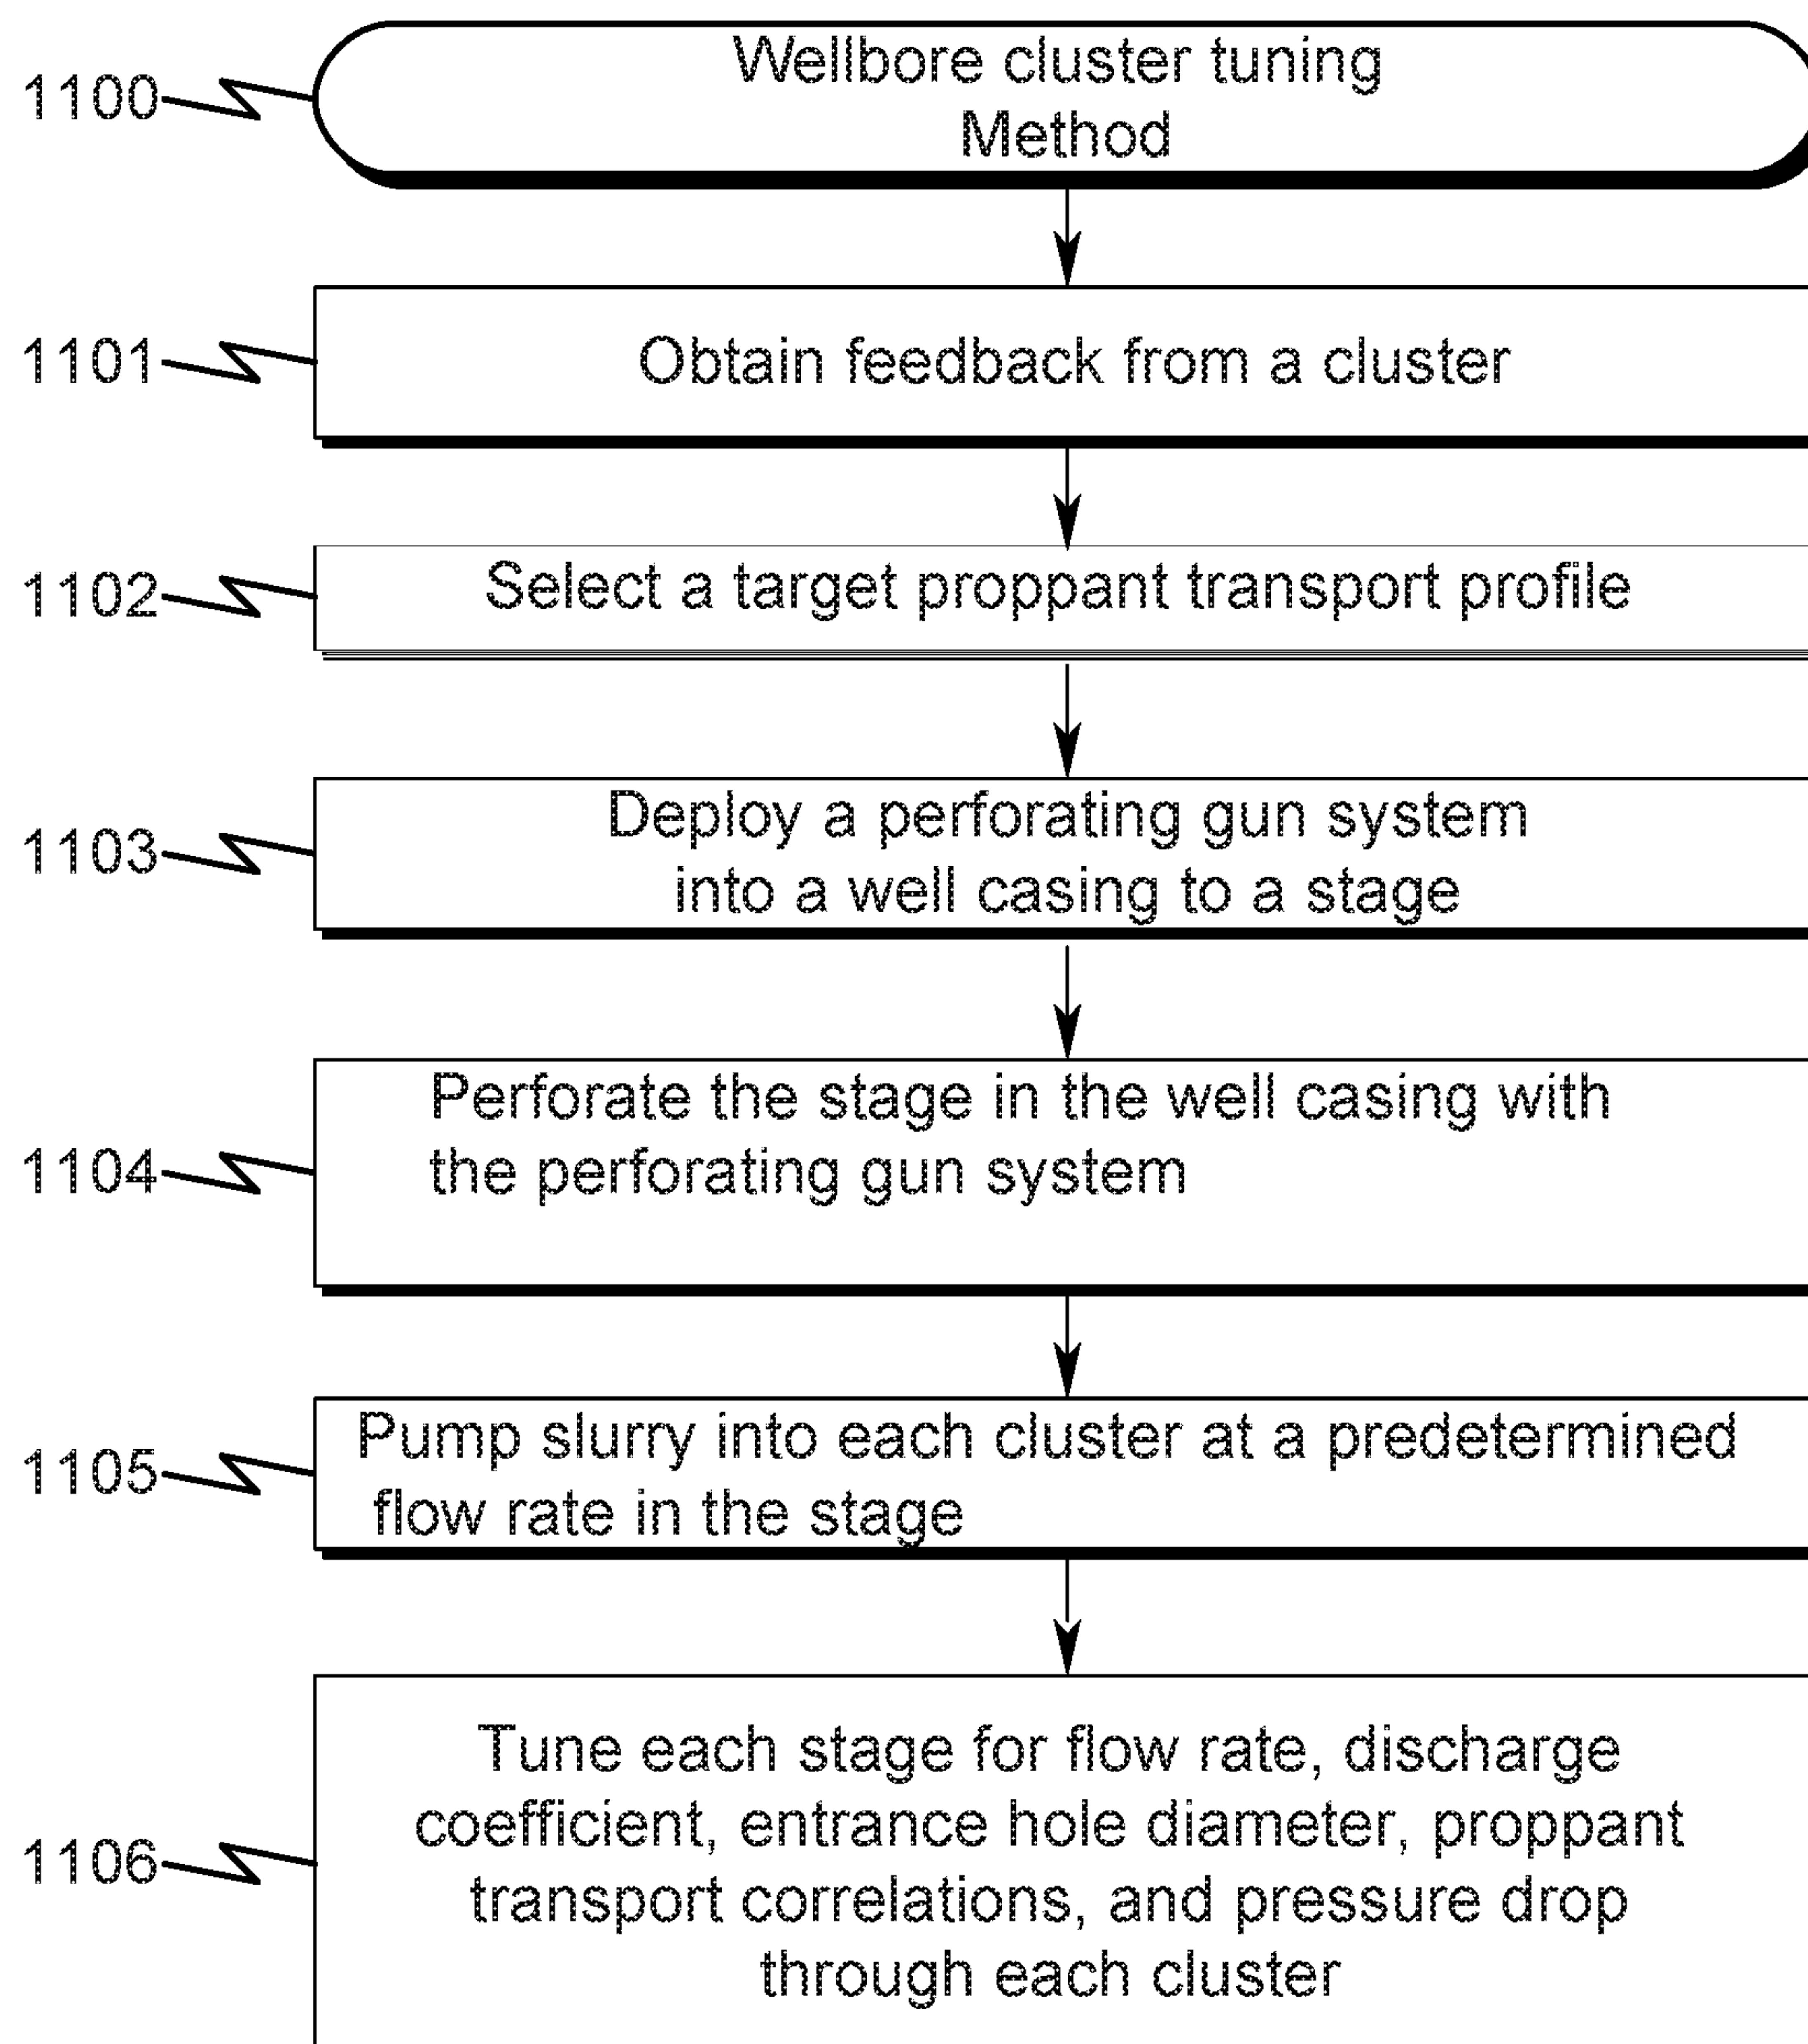 Wellbore cluster tuning
1100
Method
1101
Obtain feedback from a cluster
1102
Select a target proppant transport profile
Deploy a perforating gun system
1103
into a well casing to a stage
Perforate the stage in the well casing with
1104
the perforating gun system
Pump slurry into each cluster at a predetermined
1105
flow rate in the stage
Tune each stage for flow rate, discharge
coefficient, entrance hole diameter, proppant
1106
transport correlations, and pressure drop
through each cluster